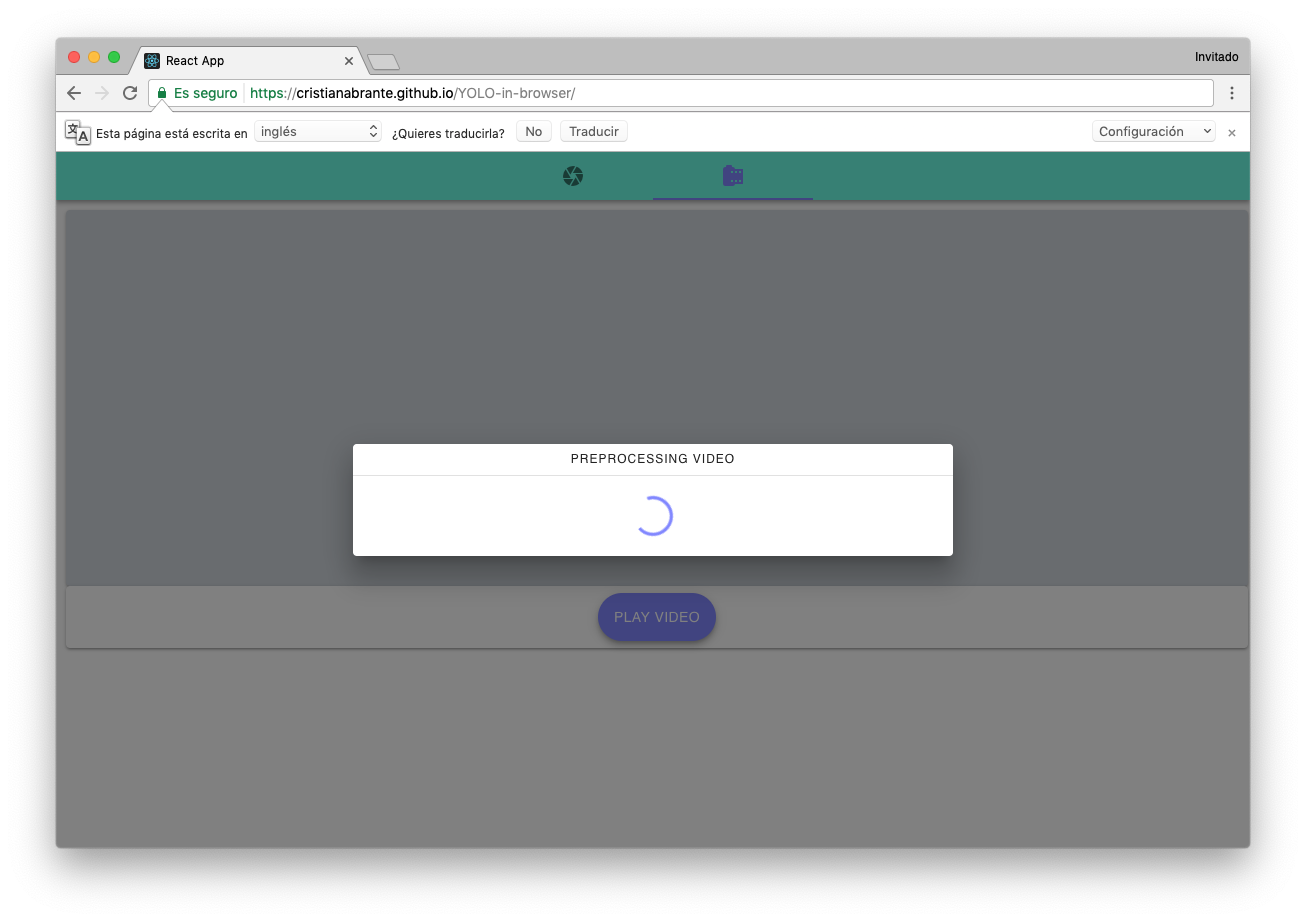 React App
Invitado
Es seguro
https://cristianabrante.github.io/YOLO-in-browser/
Esta página está escrita en inglés ¿Quieres traducirla? No Traducir Configuración
PREPROCESSING VIDEO
PLAY VIDEO